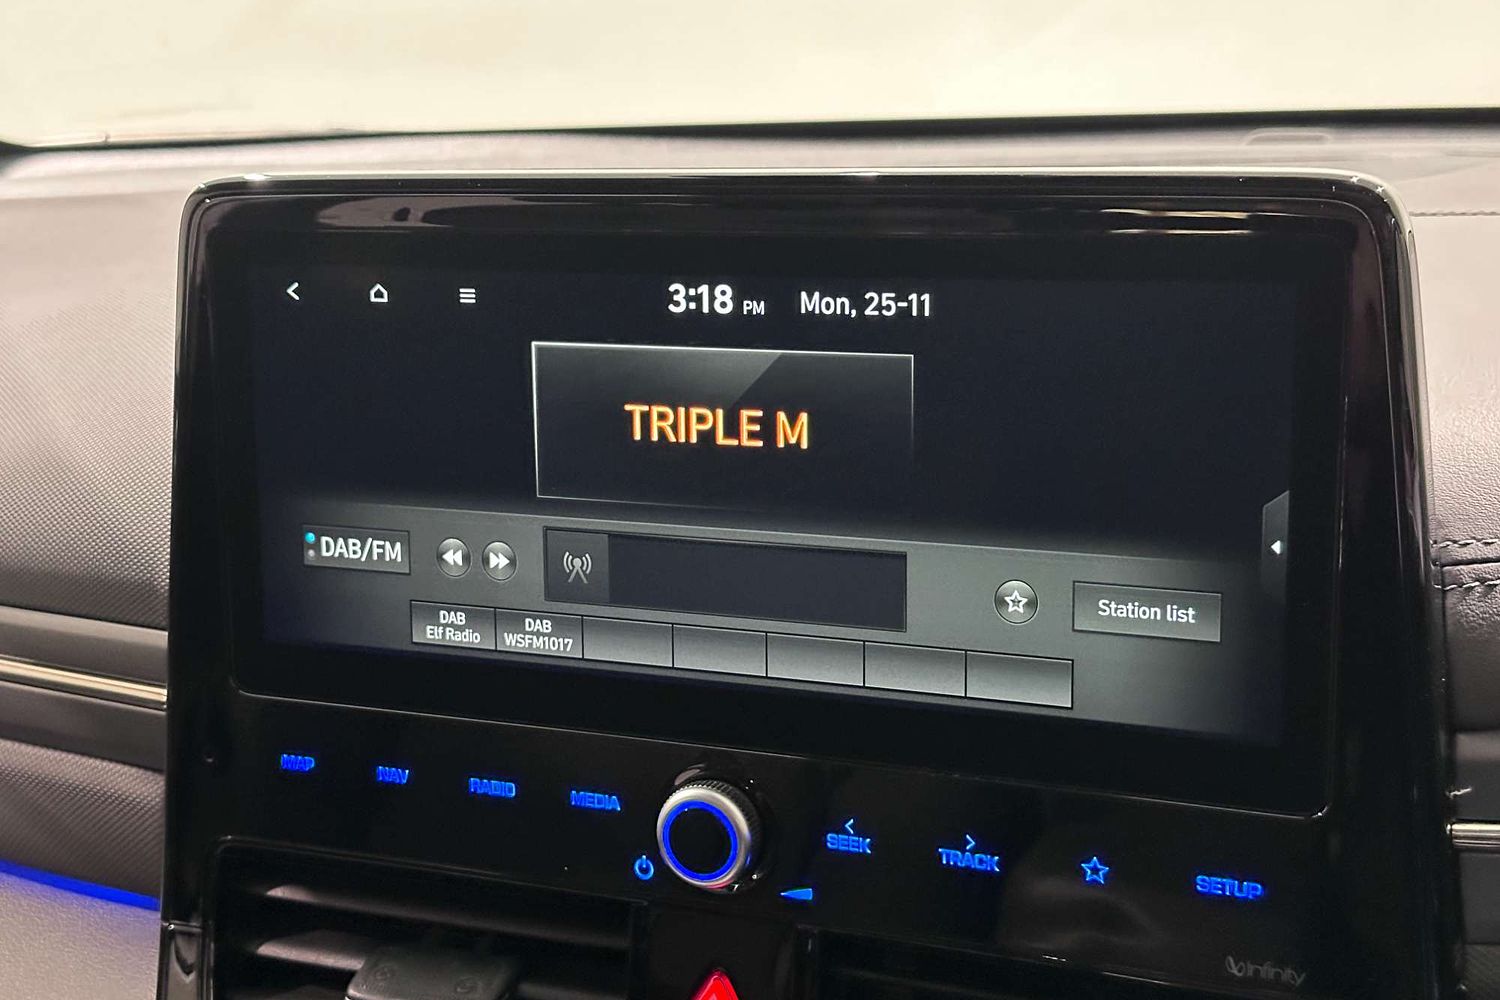 3:18 PM Mon, 25-11
TRIPLE M
DAB/FM
Station list
DAB
Elf Radio
DAB
WSFM1017
MAP
NAV
RADIO
MEDIA
SEEK
TRACK
SETUP
infinity